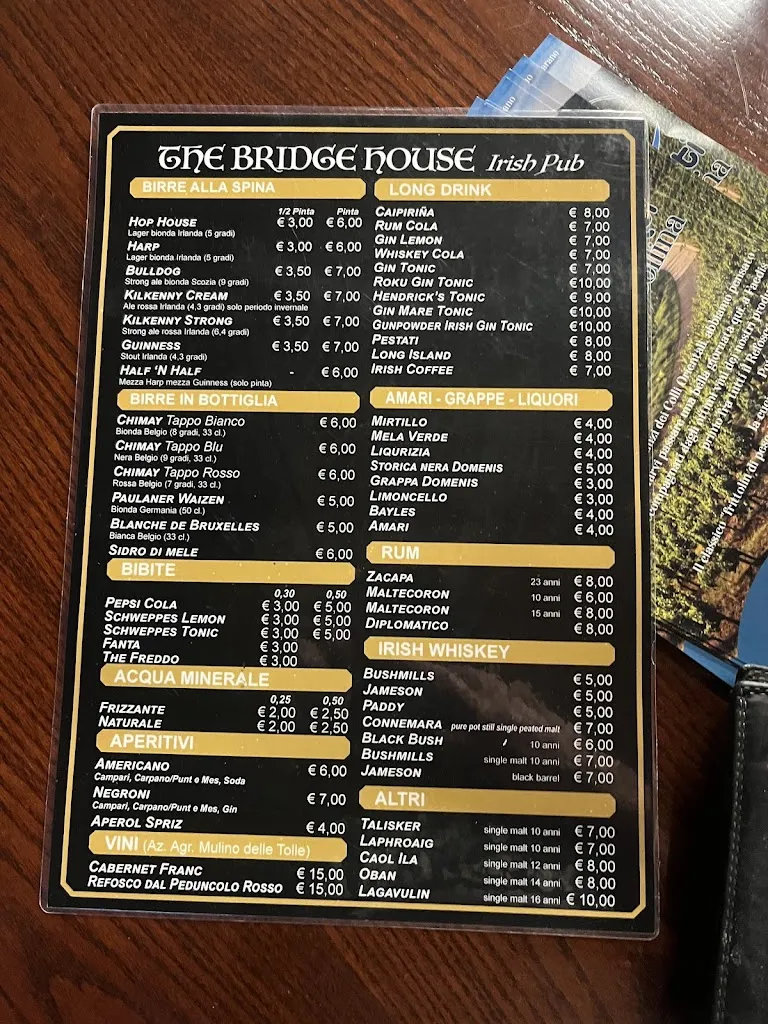 THE BRIDGE HOUSE Irish Pub
BIRRE ALLA SPINA
1/2 Pinta Pinta
HOP HOUSE € 3,00 € 6,00
Lager bionda Irlanda (5 gradi)
HARP € 3,00 € 6,00
Lager bionda Irlanda (5 gradi)
BULLDOG € 3,50 € 7,00
Strong ale bionda Scozia (9 gradi)
KILKENNY CREAM € 3,50 € 7,00
Ale rossa Irlanda (4,3 gradi) solo periodo invernale
KILKENNY STRONG € 3,50 € 7,00
Strong ale rossa Irlanda (6,4 gradi)
GUINNESS € 3,50 € 7,00
Stout Irlanda (4,3 gradi)
HALF 'N HALF - € 6,00
Mezza Harp mezza Guinness (solo pinta)
BIRRE IN BOTTIGLIA
CHIMAY Tappo Bianco € 6,00
Bionda Belgio (8 gradi, 33 cl.)
CHIMAY Tappo Blu € 6,00
Nera Belgio (9 gradi, 33 cl.)
CHIMAY Tappo Rosso € 6,00
Rossa Belgio (7 gradi, 33 cl.)
PAULANER WAIZEN € 5,00
Bionda Germania (50 cl.)
BLANCHE DE BRUXELLES € 5,00
Bianca Belgio (33 cl.)
SIDRO DI MELE € 6,00
BIBITE
0,30 0,50
PEPSI COLA € 3,00 € 5,00
SCHWEPPES LEMON € 3,00 € 5,00
SCHWEPPES TONIC € 3,00 € 5,00
FANTA € 3,00
THE FREDDO € 3,00
ACQUA MINERALE
0,25 0,50
FRIZZANTE € 2,00 € 2,50
NATURALE € 2,00 € 2,50
APERITIVI
AMERICANO € 6,00
Campari, Carpano/Punt e Mes, Soda
NEGRONI € 7,00
Campari, Carpano/Punt e Mes, Gin
APEROL SPRIZ € 4,00
VINI (Az. Agr. Mulino delle Tolle)
CABERNET FRANC € 15,00
REFOSCO DAL PEDUNCOLO ROSSO € 15,00
LONG DRINK
CAIPIRIÑA € 8,00
RUM COLA € 7,00
GIN LEMON € 7,00
WHISKEY COLA € 7,00
GIN TONIC € 7,00
ROKU GIN TONIC €10,00
HENDRICK'S TONIC € 9,00
GIN MARE TONIC €10,00
GUNPOWDER IRISH GIN TONIC €10,00
PESTATI € 8,00
LONG ISLAND € 8,00
IRISH COFFEE € 7,00
AMARI - GRAPPE - LIQUORI
MIRTILLO € 4,00
MELA VERDE € 4,00
LIQURIZIA € 4,00
STORICA NERA DOMENIS € 5,00
GRAPPA DOMENIS € 3,00
LIMONCELLO € 3,00
BAYLES € 4,00
AMARI € 4,00
RUM
ZACAPA 23 anni € 8,00
MALTECORON 10 anni € 6,00
MALTECORON 15 anni € 8,00
DIPLOMATICO € 8,00
IRISH WHISKEY
BUSHMILLS € 5,00
JAMESON € 5,00
PADDY € 5,00
CONNEMARA pure pot still single peated malt € 7,00
BLACK BUSH 10 anni € 6,00
BUSHMILLS single malt 10 anni € 7,00
JAMESON black barrel € 7,00
ALTRI
TALISKER single malt 10 anni € 7,00
LAPHROAIG single malt 10 anni € 7,00
CAOL ILA single malt 12 anni € 8,00
OBAN single malt 14 anni € 8,00
LAGAVULIN single malt 16 anni € 10,00